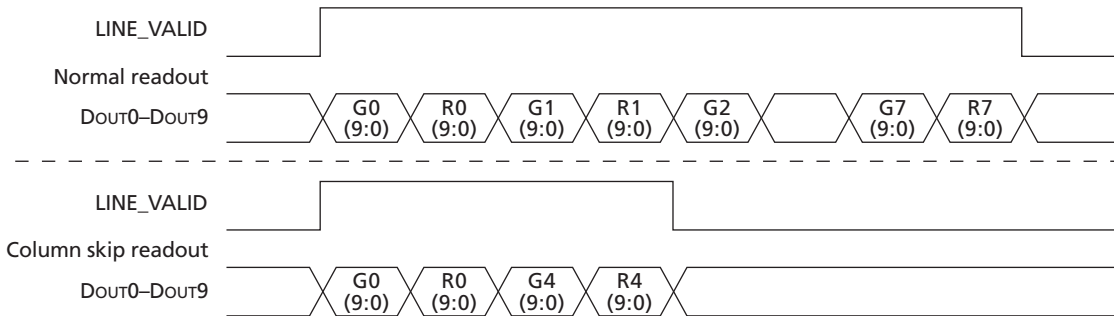 LINE_VALID
Normal readout
DOUT0–DOUT9
G0 R0 G1 R1 G2 G7 R7
(9:0) (9:0) (9:0) (9:0) (9:0) (9:0) (9:0)
LINE_VALID
Column skip readout
DOUT0–DOUT9
G0 R0 G4 R4
(9:0) (9:0) (9:0) (9:0)